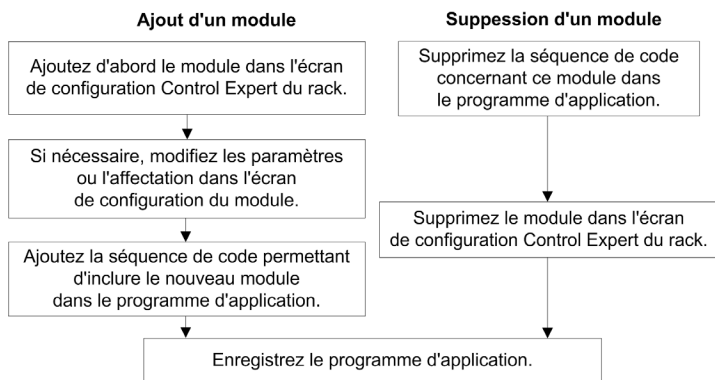 Ajout d'un module
Ajoutez d'abord le module dans l'écran
de configuration Control Expert du rack.
Si nécessaire, modifiez les paramètres
ou l'affectation dans l'écran
de configuration du module.
Ajoutez la séquence de code permettant
d'inclure le nouveau module
dans le programme d'application.
Suppession d'un module
Supprimez la séquence de code
concernant ce module dans
le programme d'application.
Supprimez le module dans l'écran
de configuration Control Expert du rack.
Enregistrez le programme d'application.